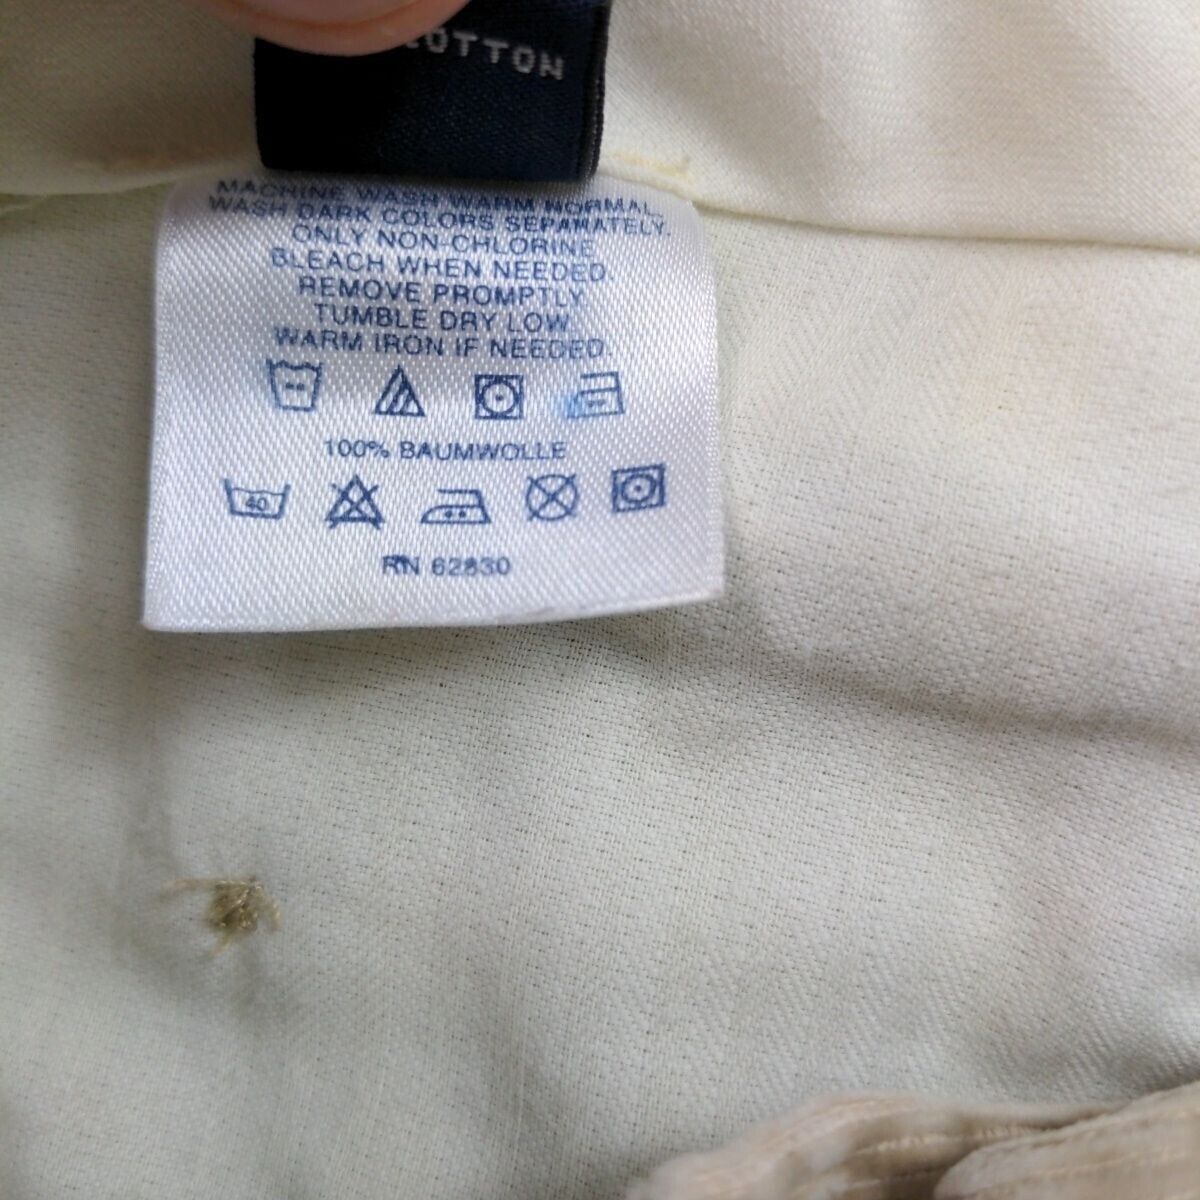 COTTON
MACHINE WASH WARM NORMAL.
WASH DARK COLORS SEPARATELY.
ONLY NON-CHLORINE
BLEACH WHEN NEEDED.
REMOVE PROMPTLY
TUMBLE DRY LOW.
WARM IRON IF NEEDED.
100% BAUMWOLLE
40
RN 62830